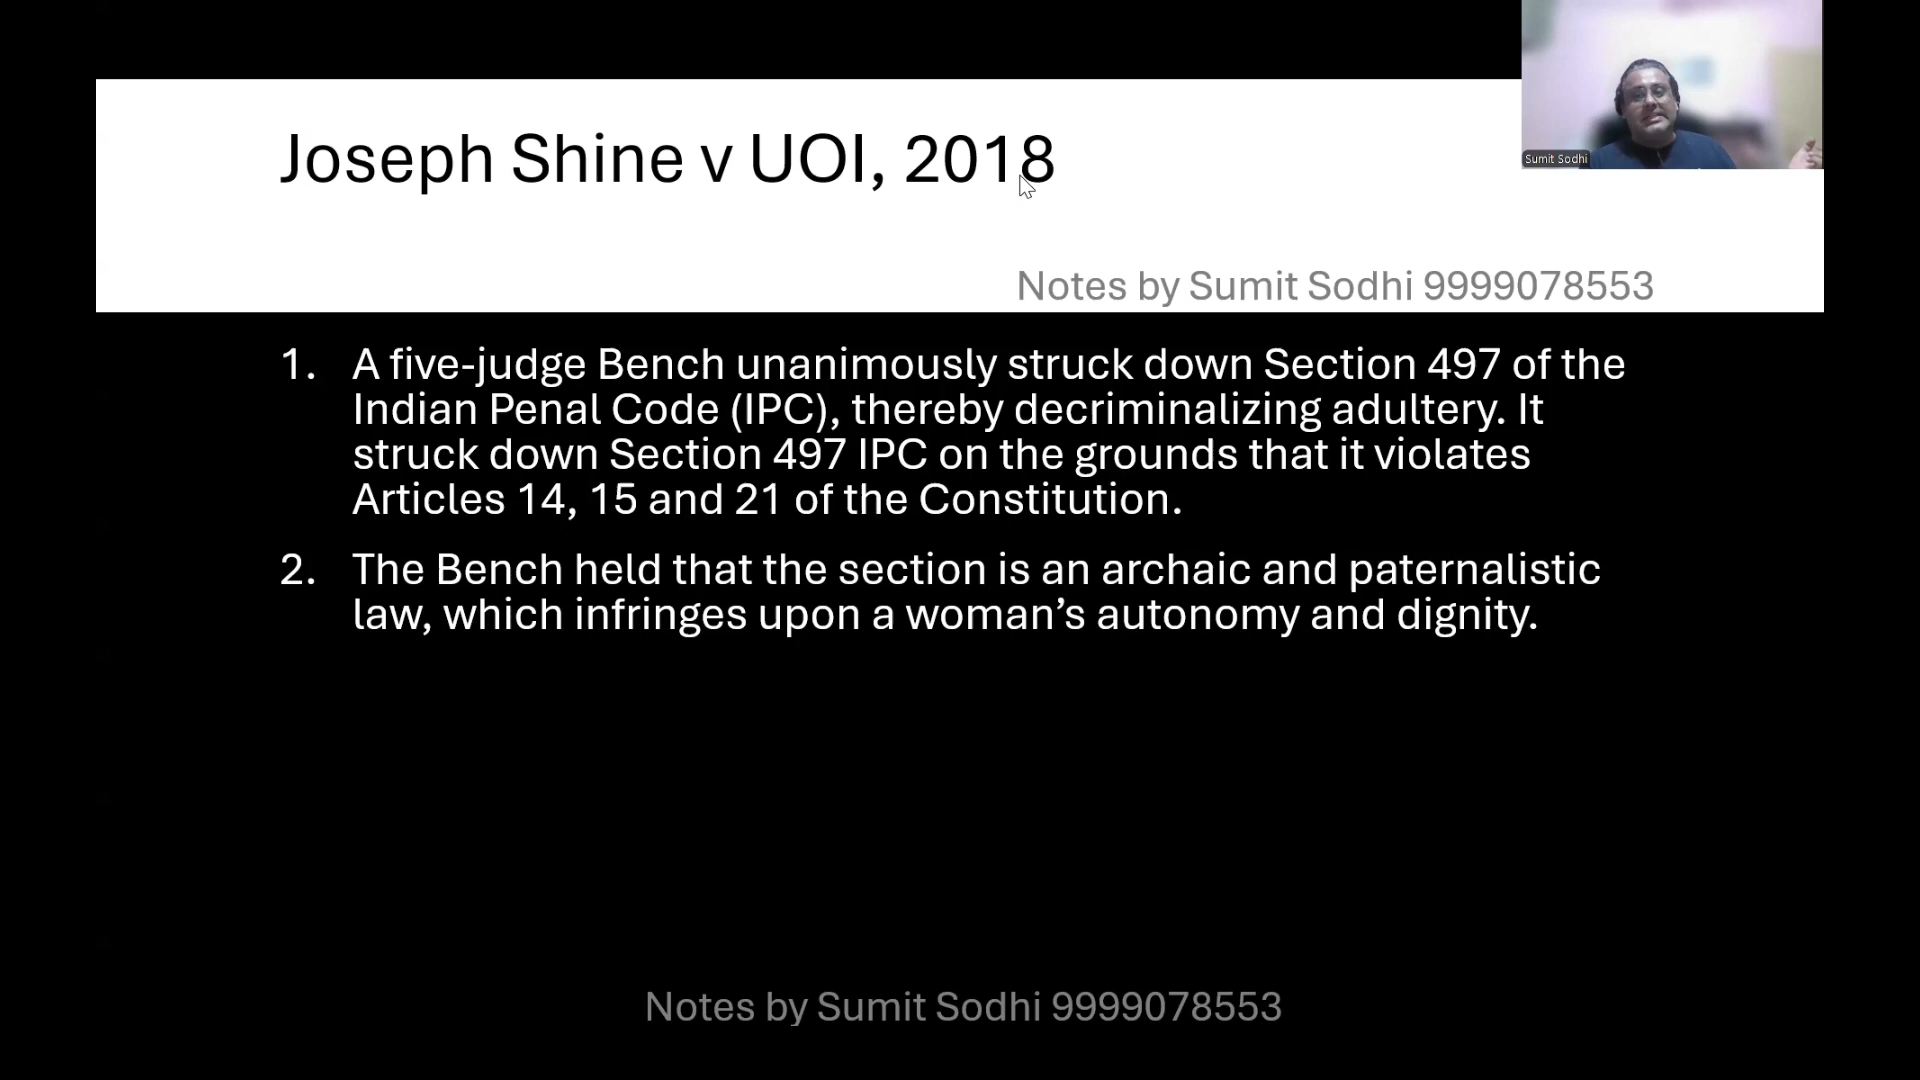 Sumit Sodhi
Joseph Shine v UOI, 2018
Notes by Sumit Sodhi 9999078553
1. A five-judge Bench unanimously struck down Section 497 of the
Indian Penal Code (IPC), thereby decriminalizing adultery. It
struck down Section 497 IPC on the grounds that it violates
Articles 14, 15 and 21 of the Constitution.
2. The Bench held that the section is an archaic and paternalistic
law, which infringes upon a woman’s autonomy and dignity.
Notes by Sumit Sodhi 9999078553